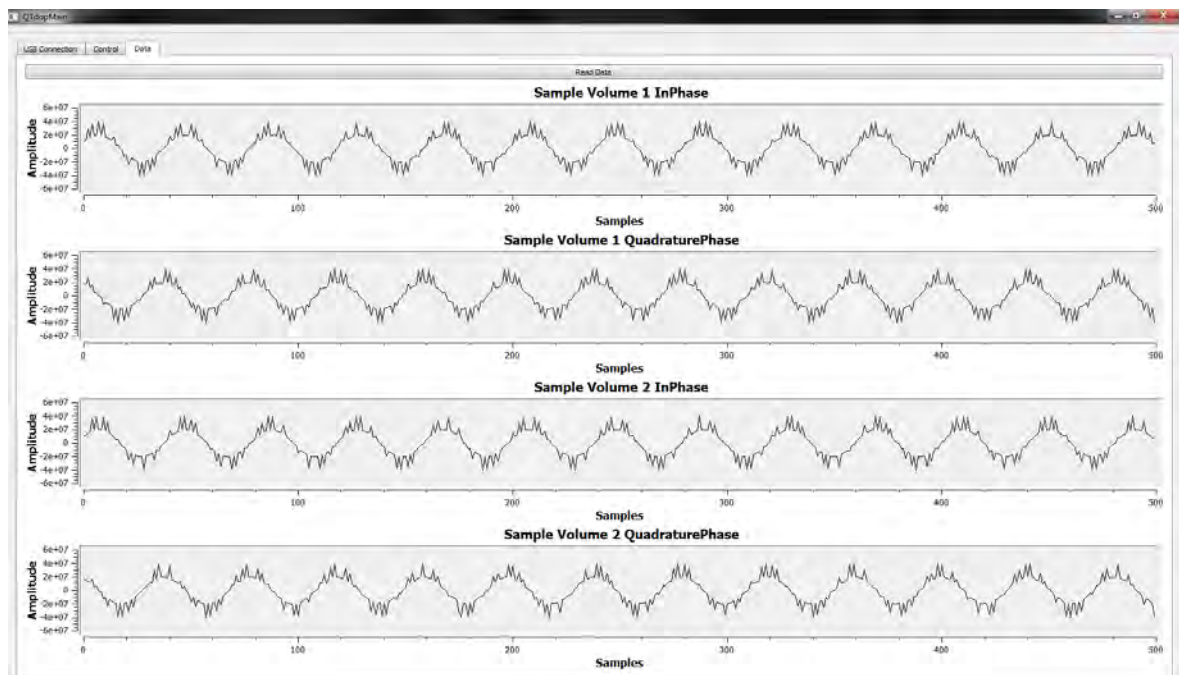 QTdopMain
USB Connection Control Data
Read Data
Sample Volume 1 InPhase
Amplitude
6e+07
4e+07
2e+07
0
-2e+07
-4e+07
-6e+07
0 100 200 300 400 500
Samples
Sample Volume 1 QuadraturePhase
Amplitude
6e+07
4e+07
2e+07
0
-2e+07
-4e+07
-6e+07
0 100 200 300 400 500
Samples
Sample Volume 2 InPhase
Amplitude
6e+07
4e+07
2e+07
0
-2e+07
-4e+07
-6e+07
0 100 200 300 400 500
Samples
Sample Volume 2 QuadraturePhase
Amplitude
6e+07
4e+07
2e+07
0
-2e+07
-4e+07
-6e+07
0 100 200 300 400 500
Samples